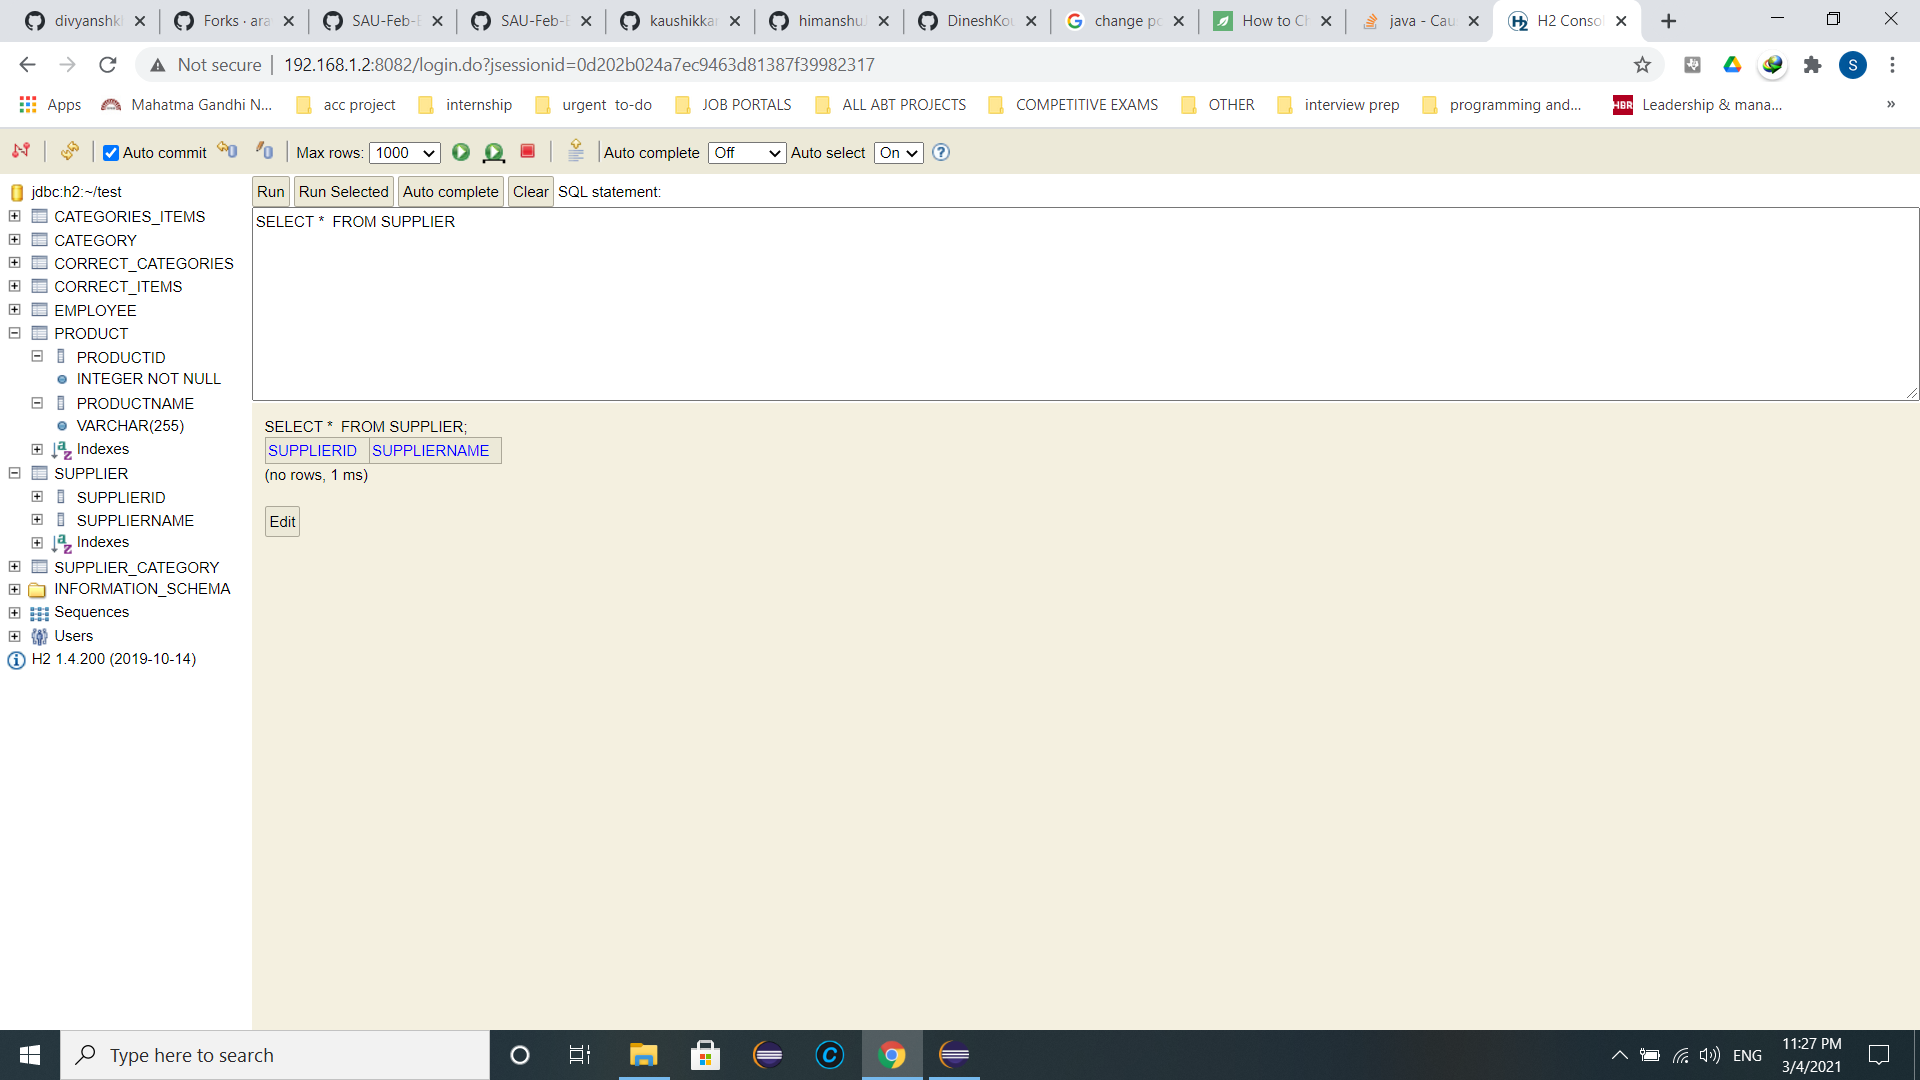 divyanshk
Forks · ara
SAU-Feb-
SAU-Feb-
kaushikka
himanshu
DineshKo
change po
How to Ch
java - Cau
H2 Conso
Not secure
192.168.1.2:8082/login.do?jsessionid=0d202b024a7ec9463d81387f39982317
S
Apps
Mahatma Gandhi N...
acc project
internship
urgent to-do
JOB PORTALS
ALL ABT PROJECTS
COMPETITIVE EXAMS
OTHER
interview prep
programming and...
HBR
Leadership & mana...
»
Auto commit
Max rows: 1000
Auto complete Off
Auto select On
?
jdbc:h2:~/test
CATEGORIES_ITEMS
CATEGORY
CORRECT_CATEGORIES
CORRECT_ITEMS
EMPLOYEE
PRODUCT
PRODUCTID
INTEGER NOT NULL
PRODUCTNAME
VARCHAR(255)
Indexes
SUPPLIER
SUPPLIERID
SUPPLIERNAME
Indexes
SUPPLIER_CATEGORY
INFORMATION_SCHEMA
Sequences
Users
H2 1.4.200 (2019-10-14)
Run Run Selected Auto complete Clear SQL statement:
SELECT * FROM SUPPLIER
SELECT * FROM SUPPLIER;
SUPPLIERID SUPPLIERNAME
(no rows, 1 ms)
Edit
Type here to search
ENG
11:27 PM
3/4/2021